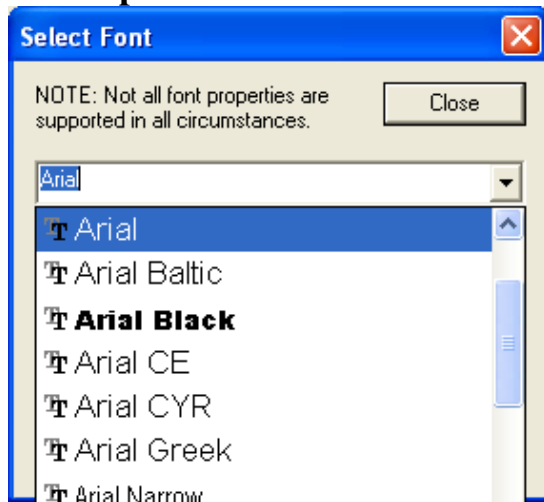 Select Font
NOTE: Not all font properties are
supported in all circumstances.
Close
Arial
Arial
Arial Baltic
Arial Black
Arial CE
Arial CYR
Arial Greek
Arial Narrow